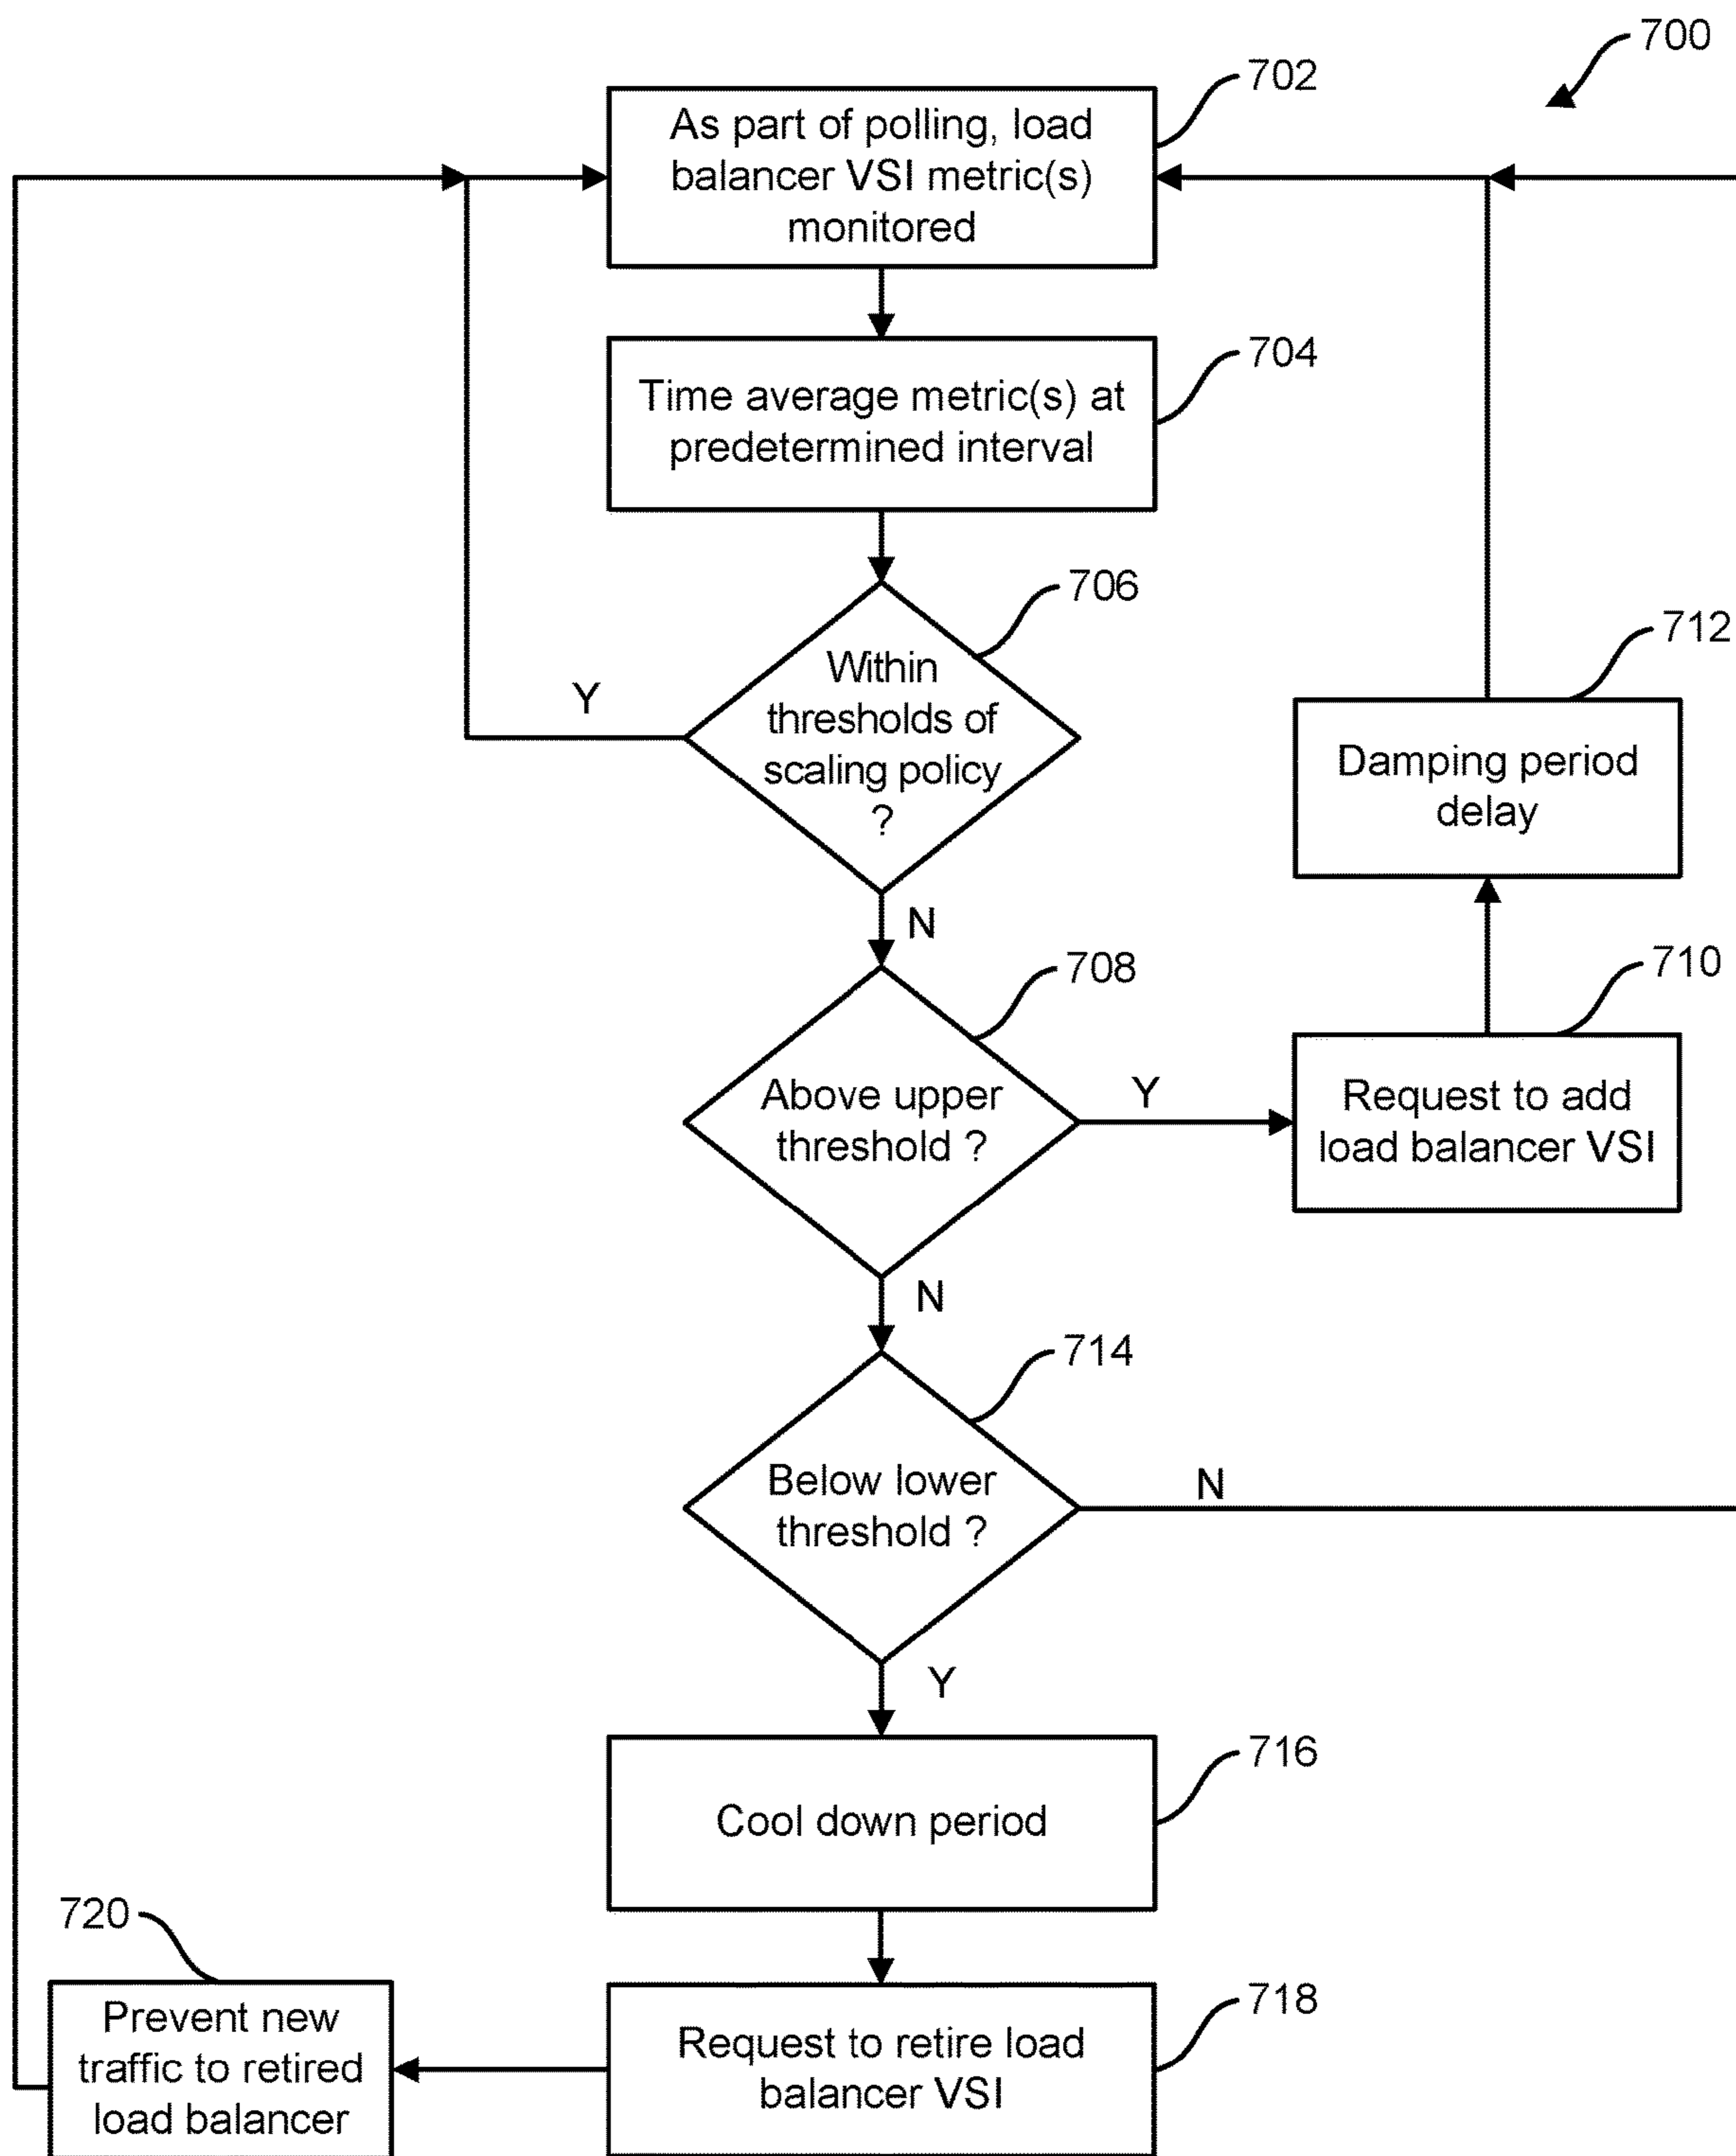 700
702
As part of polling, load
balancer VSI metric(s)
monitored
704
Time average metric(s) at
predetermined interval
706
Within
thresholds of
scaling policy
?
Y
N
712
Damping period
delay
708
Above upper
threshold ?
Y
N
710
Request to add
load balancer VSI
714
Below lower
threshold ?
N
Y
716
Cool down period
718
Request to retire load
balancer VSI
720
Prevent new
traffic to retired
load balancer